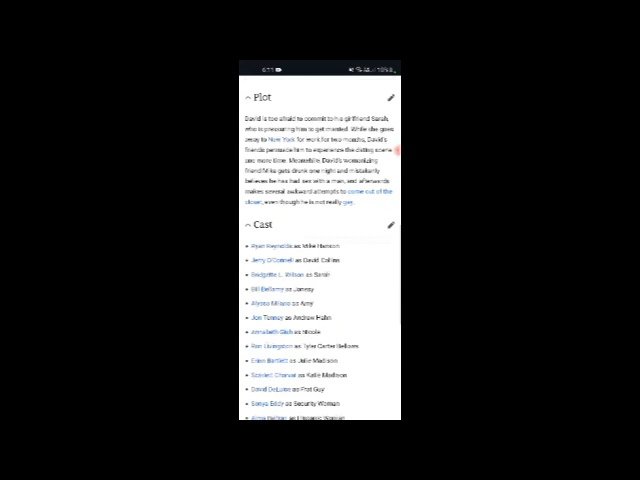 Plot
David is too afraid to commit to his girlfriend Sarah,
who is pressuring him to get married. While she goes
away to New York for work for two months, David's
friends persuade him to experience the dating scene
one more time. Meanwhile, David's womanizing
friend Mike gets drunk one night and mistakenly
believes he has had sex with a man, and afterwards
makes several awkward attempts to come out of the
closet, even though he is not really gay.
Cast
• Ryan Reynolds as Mike Hanson
• Jerry O'Connell as David Collins
• Bridgette L. Wilson as Sarah
• Bill Bellamy as Jonesy
• Alyssa Milano as Amy
• Jon Tenney as Andrew Hahn
• Annabeth Gish as Nicole
• Ron Livingston as Tyler Carter Bellows
• Erinn Bartlett as Julie Madison
• Scarlett Chorvat as Katie Madison
• David DeLuise as Frat Guy
• Sonya Eddy as Security Woman
as Hispanic Woman